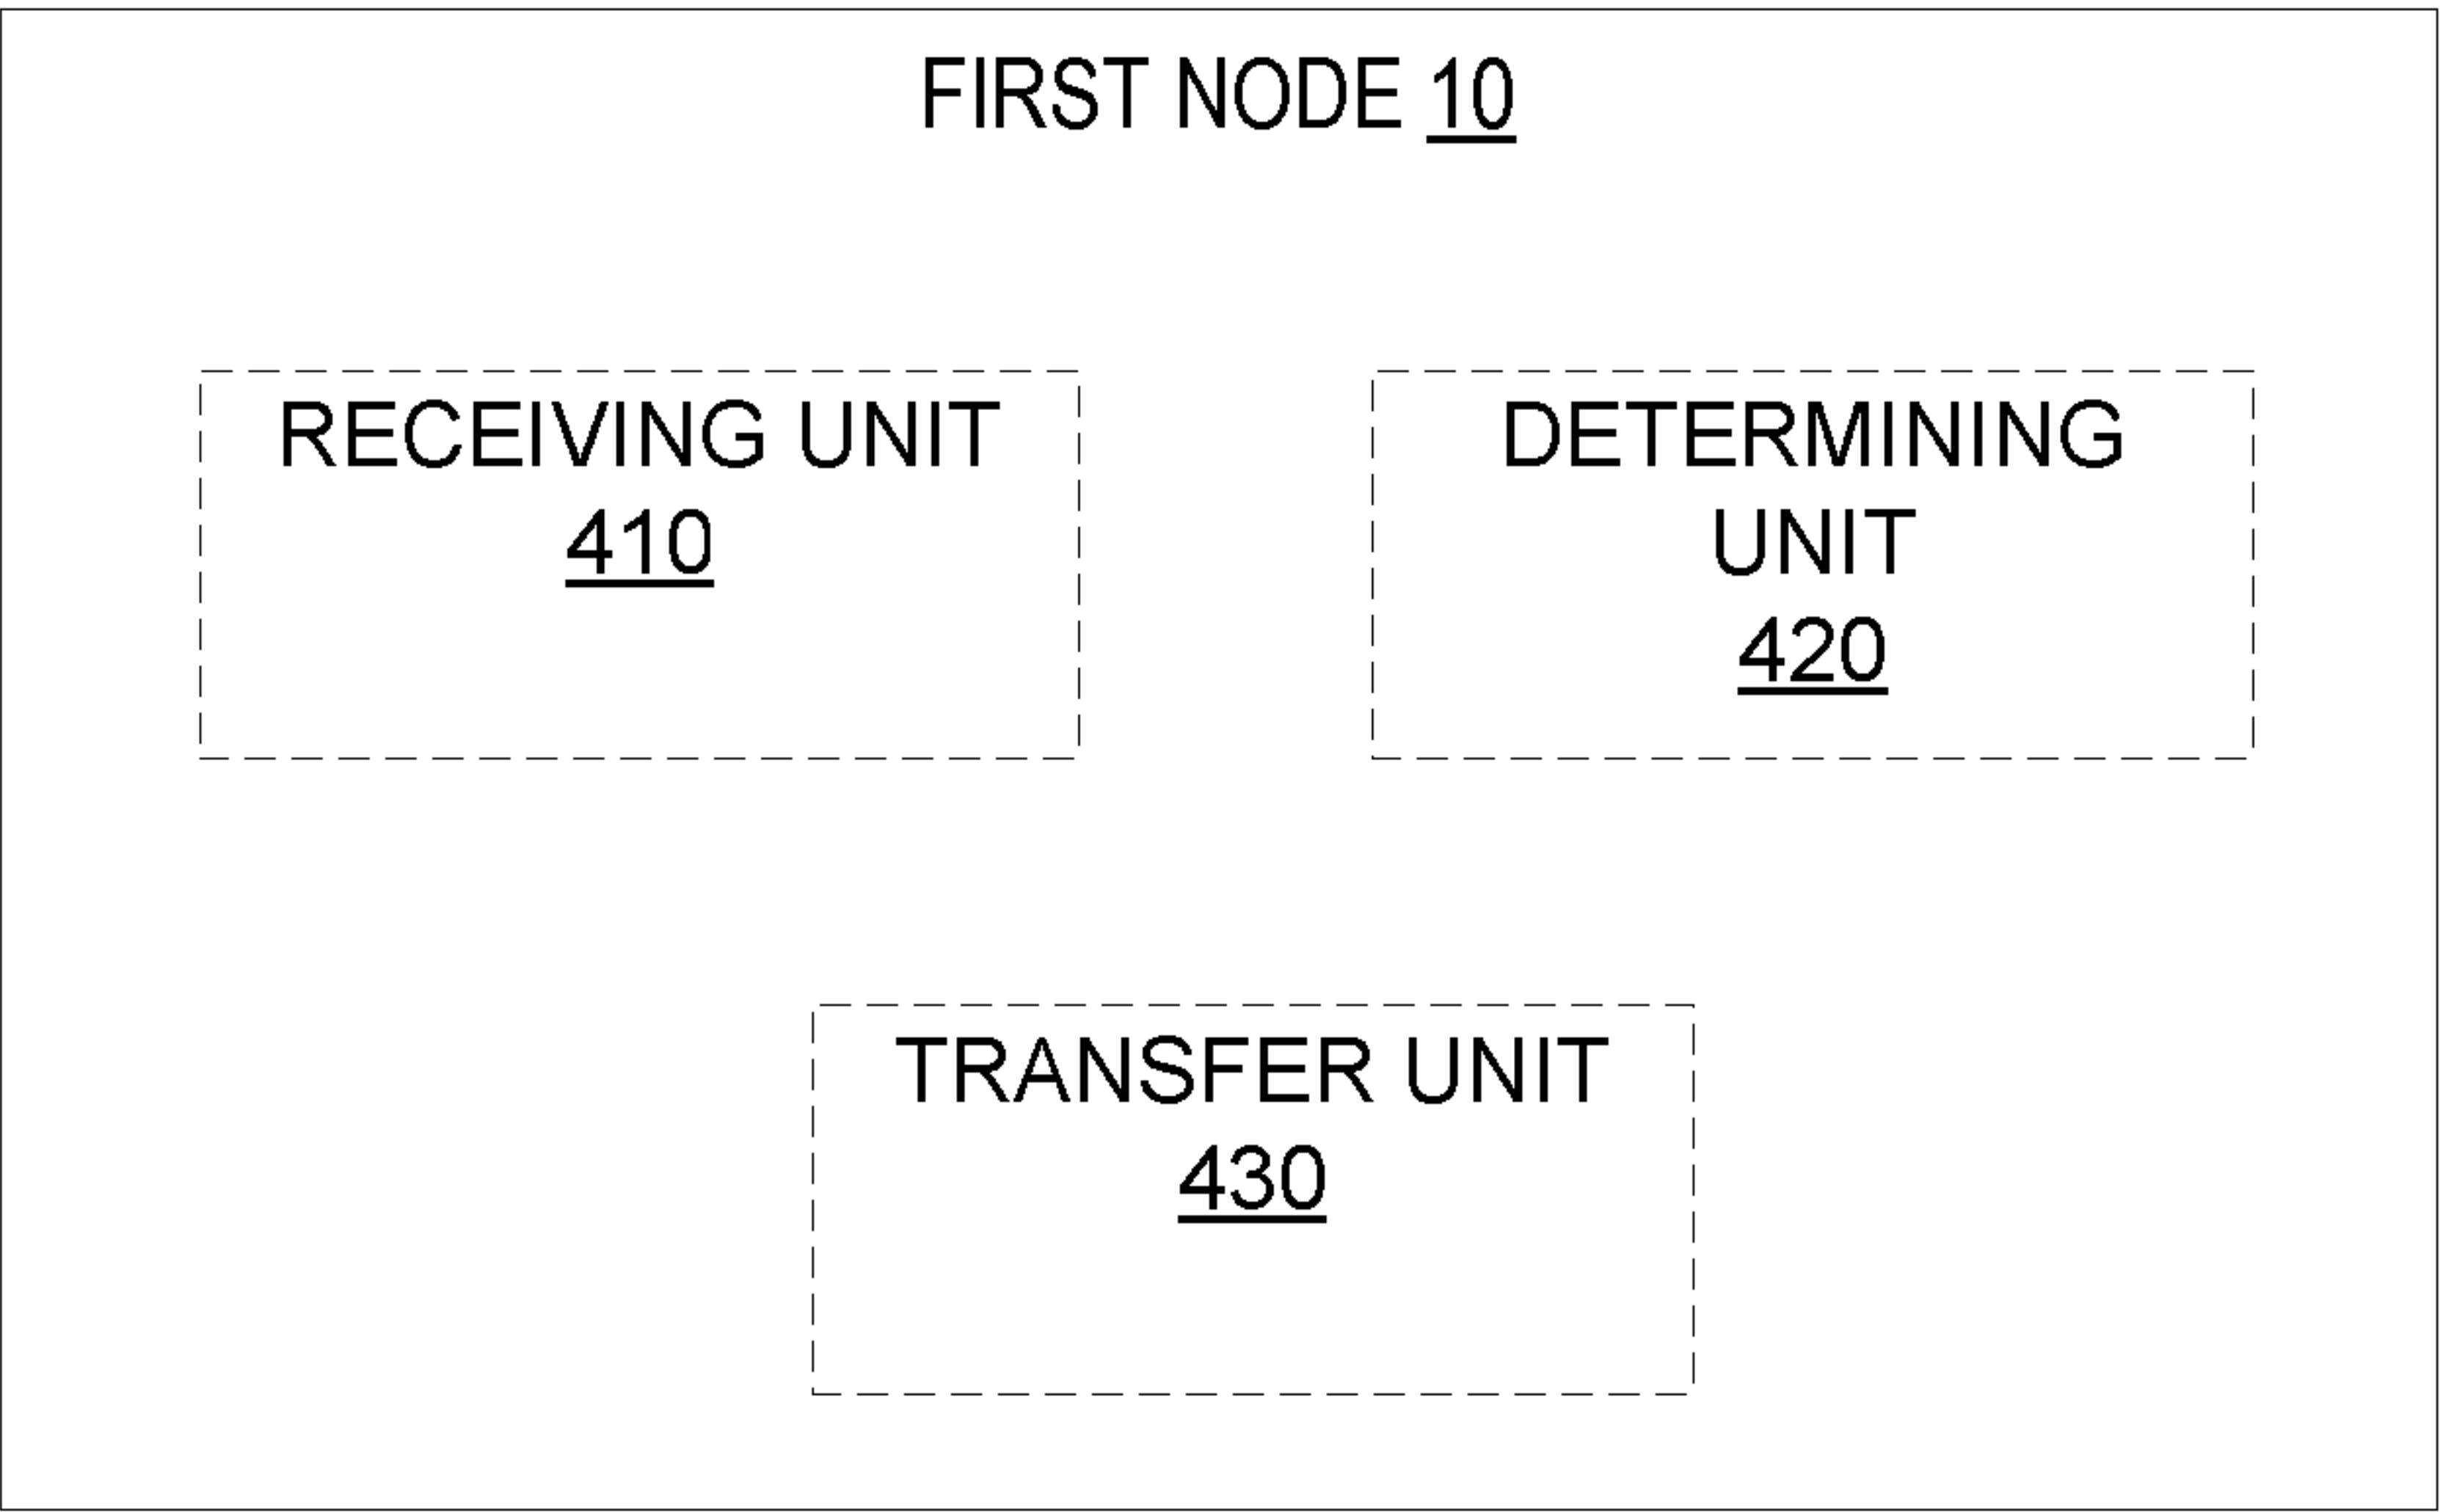 FIRST NODE 10
RECEIVING UNIT
410
DETERMINING
UNIT
420
TRANSFER UNIT
430